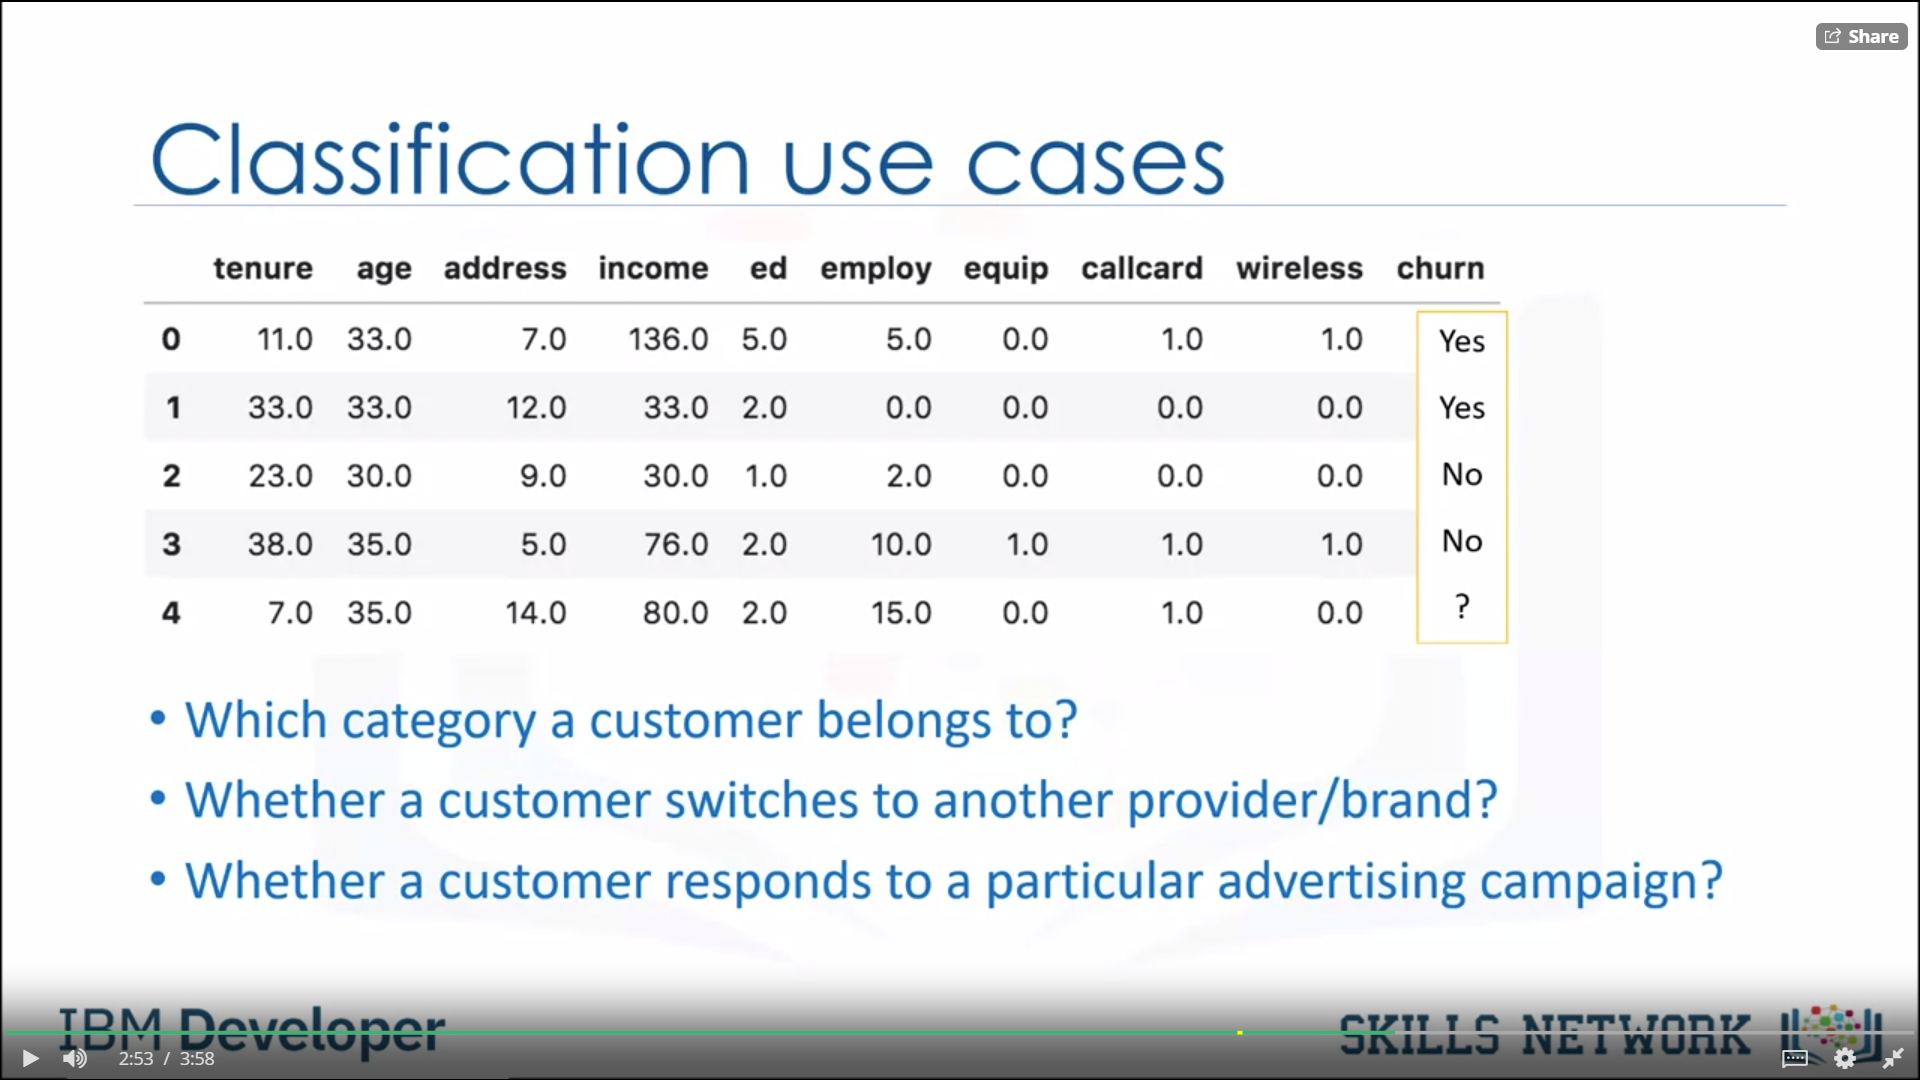 Share
Classification use cases
tenure age address income ed employ equip callcard wireless churn
0 11.0 33.0 7.0 136.0 5.0 5.0 0.0 1.0 1.0 Yes
1 33.0 33.0 12.0 33.0 2.0 0.0 0.0 0.0 0.0 Yes
2 23.0 30.0 9.0 30.0 1.0 2.0 0.0 0.0 0.0 No
3 38.0 35.0 5.0 76.0 2.0 10.0 1.0 1.0 1.0 No
4 7.0 35.0 14.0 80.0 2.0 15.0 0.0 1.0 0.0 ?
• Which category a customer belongs to?
• Whether a customer switches to another provider/brand?
• Whether a customer responds to a particular advertising campaign?
IBM Developer
SKILLS NETWORK
2:53 / 3:58